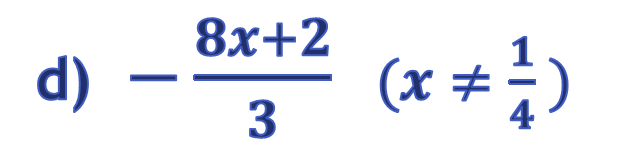 d) − (8x+2)/3 (x ≠ 1/4)